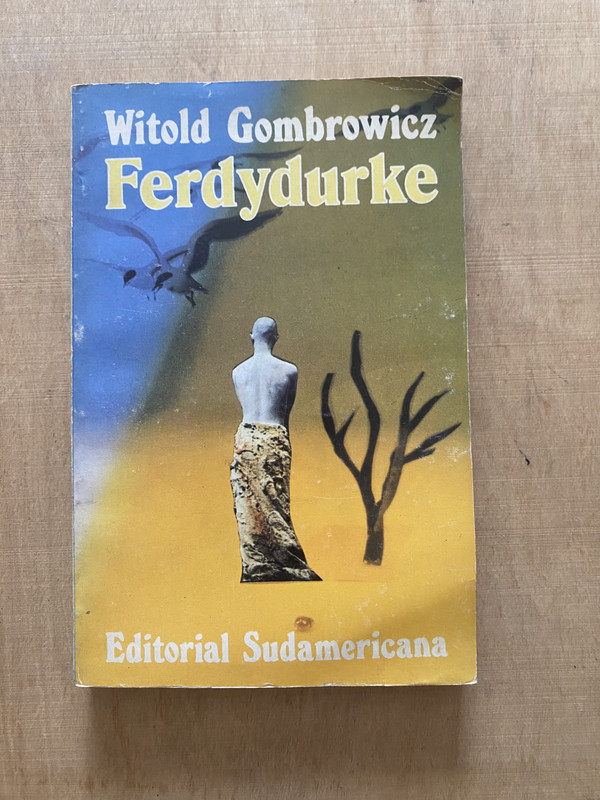 Witold Gombrowicz
Ferdydurke
Editorial Sudamericana